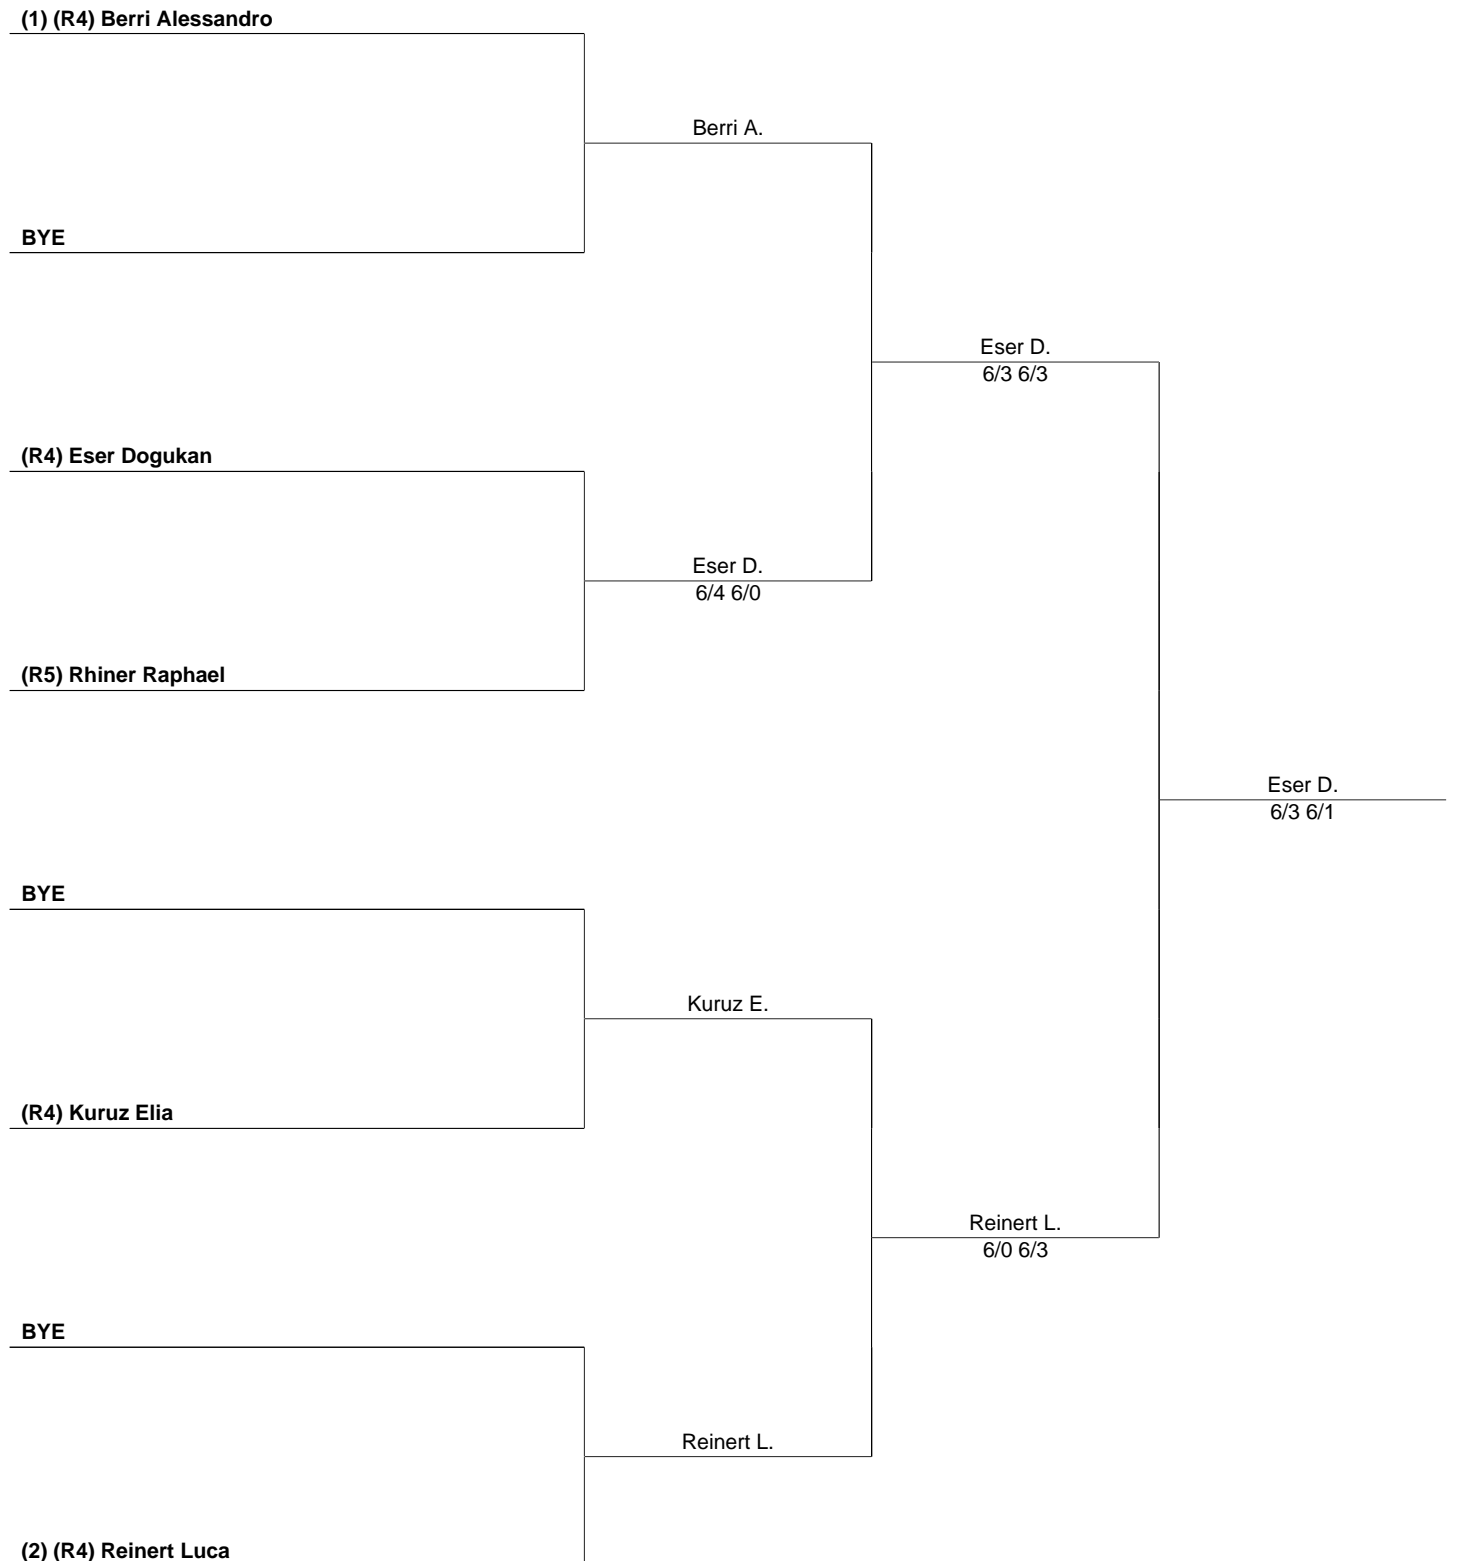 (1) (R4) Berri Alessandro
Berri A.
BYE
Eser D.
6/3 6/3
(R4) Eser Dogukan
Eser D.
6/4 6/0
(R5) Rhiner Raphael
Eser D.
6/3 6/1
BYE
Kuruz E.
(R4) Kuruz Elia
Reinert L.
6/0 6/3
BYE
Reinert L.
(2) (R4) Reinert Luca